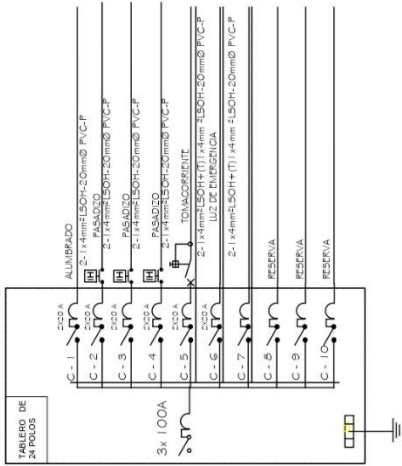 TABLERO DE
24 POLOS
3x 100A
C - 1
2X20 A
ALUMBRADO
2-1x4mm²LSOH-20mmØ PVC-P
C - 2
2X20 A
PASADIZO
2-1x4mm²LSOH-20mmØ PVC-P
C - 3
2X20 A
PASADIZO
2-1x4mm²LSOH-20mmØ PVC-P
C - 4
2X20 A
PASADIZO
2-1x4mm²LSOH-20mmØ PVC-P
C - 5
2X20 A
TOMACORRIENTE
2-1x4mm²LSOH+(T)1x4mm²LSOH-20mmØ PVC-P
C - 6
2X20 A
LUZ DE EMERGENCIA
2-1x4mm²LSOH+(T)1x4mm²LSOH-20mmØ PVC-P
C - 7
C - 8
RESERVA
C - 9
RESERVA
C - 10
RESERVA
H
H
H